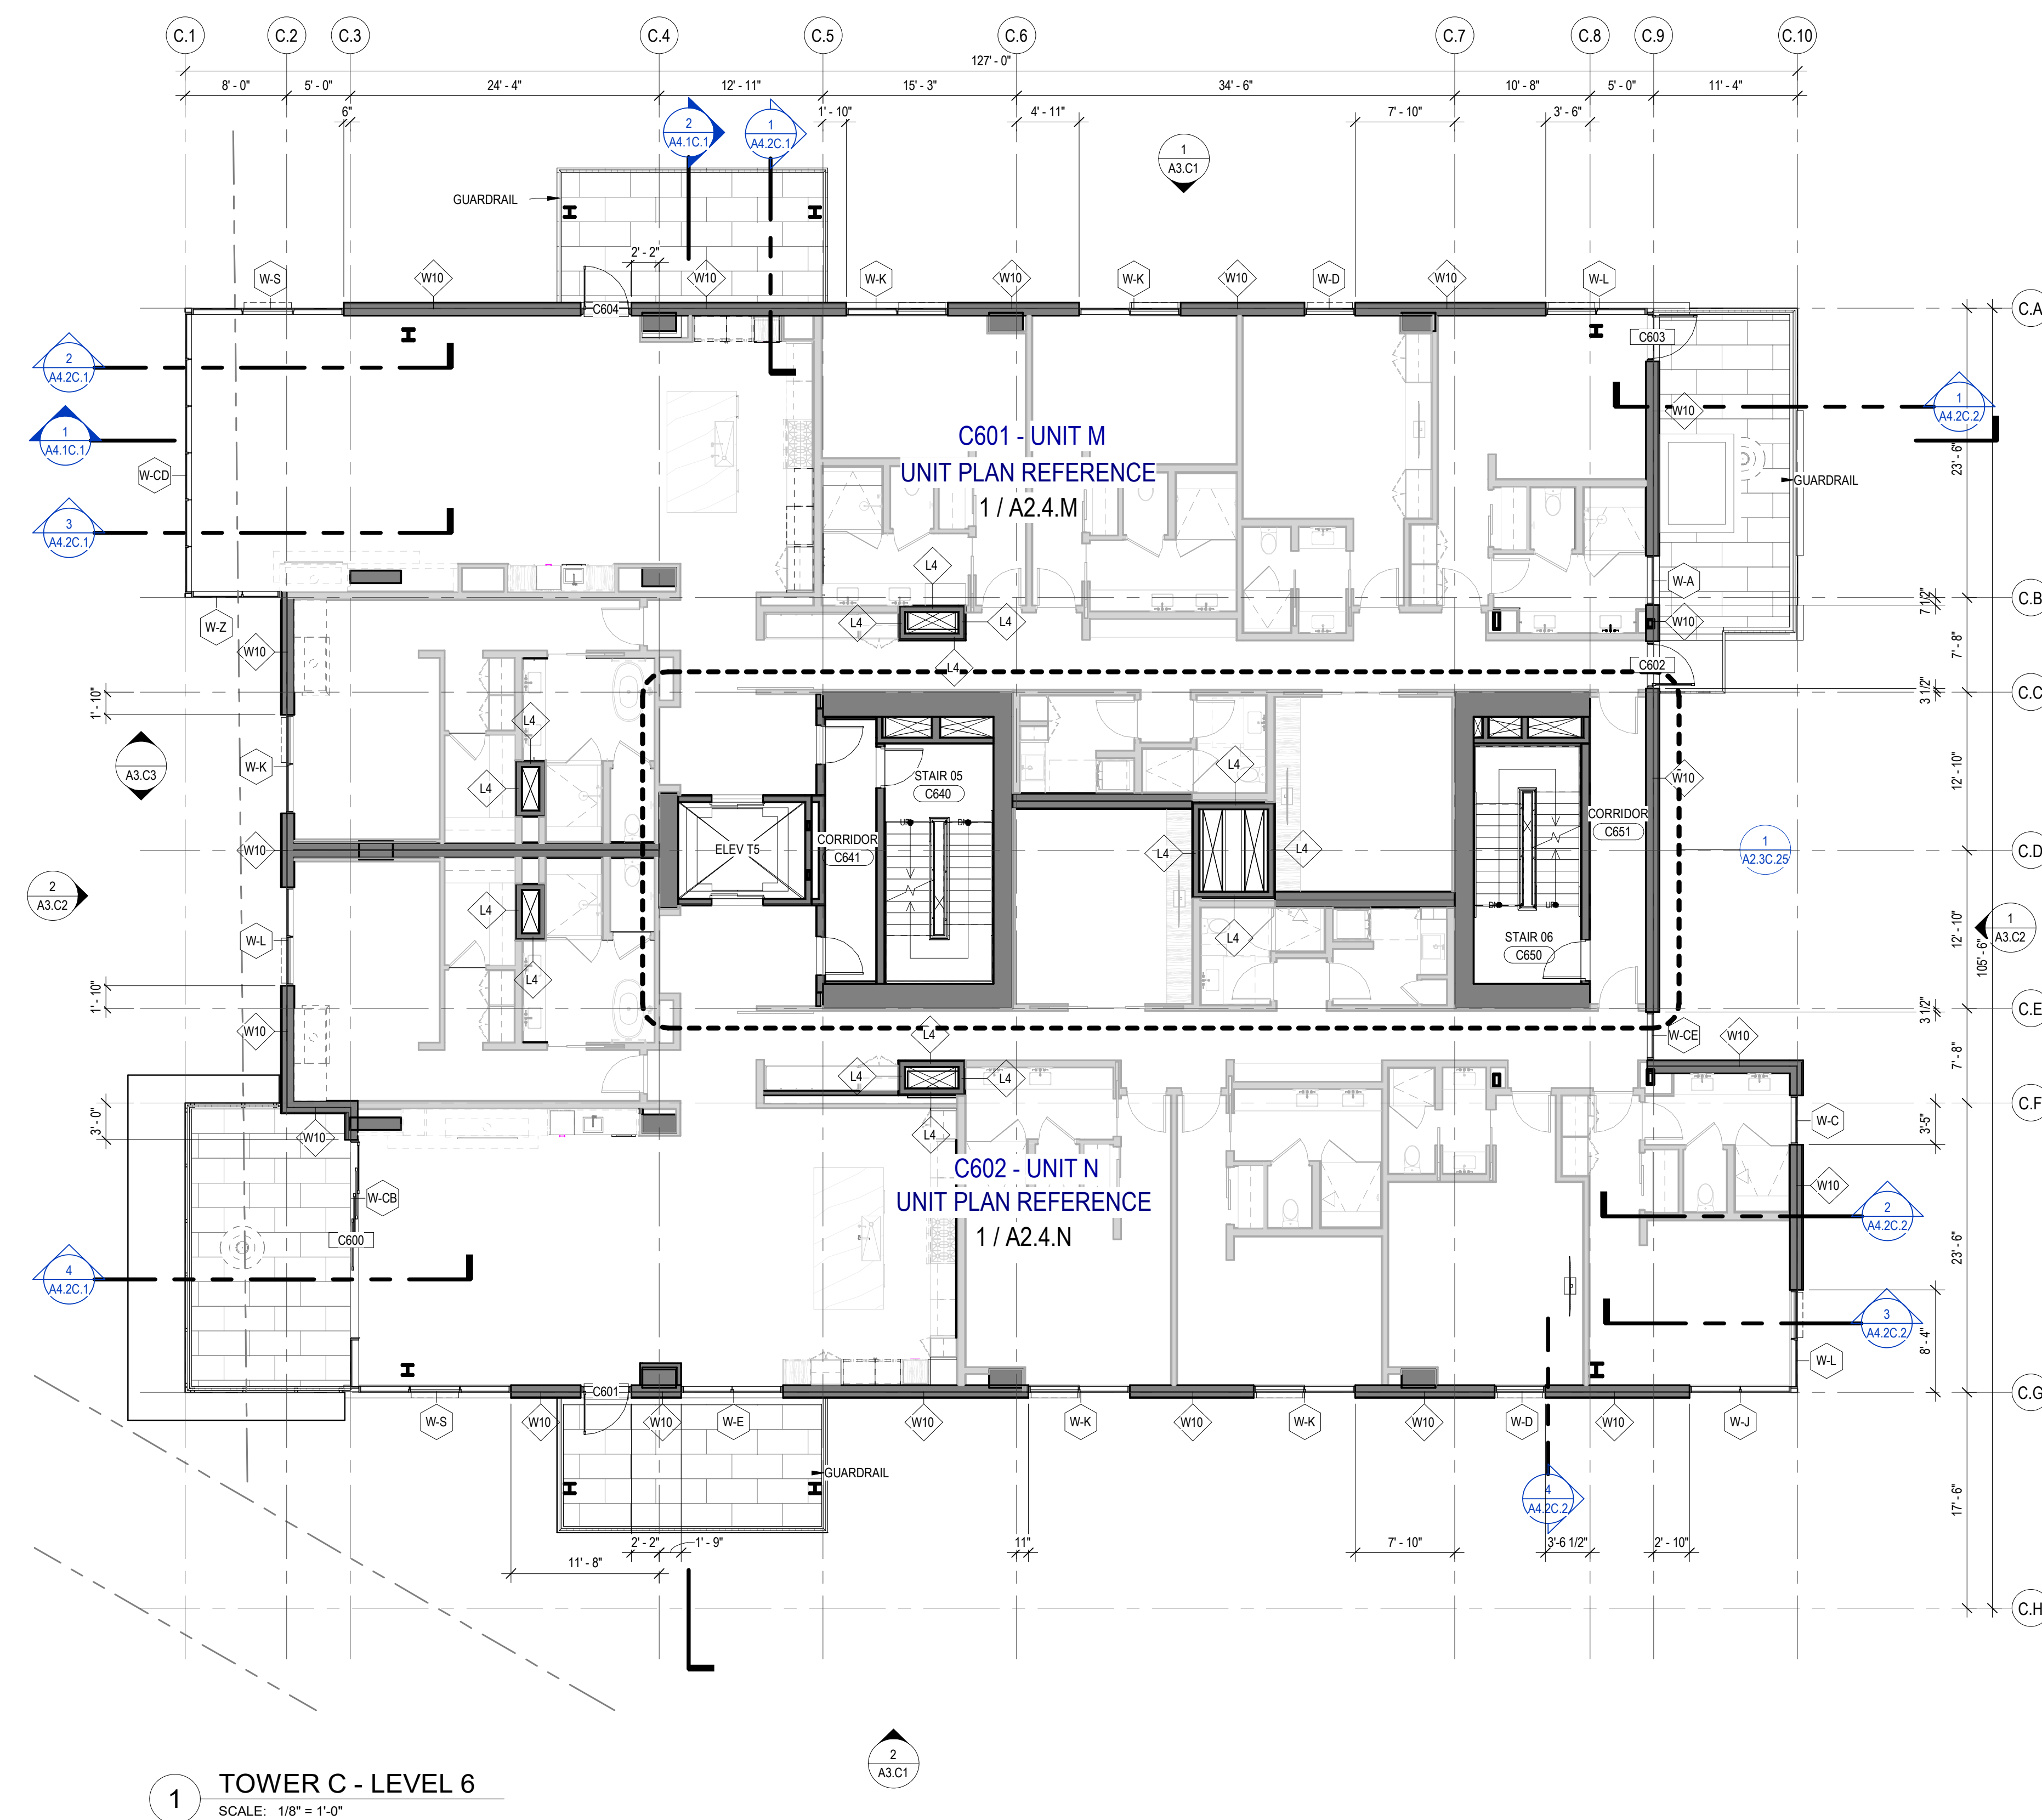 C.1 C.2 C.3 C.4 C.5 C.6 C.7 C.8 C.9 C.10
127' - 0"
8' - 0" 5' - 0" 24' - 4" 12' - 11" 15' - 3" 34' - 6" 10' - 8" 5' - 0" 11' - 4"
6" 1' - 10" 4' - 11" 7' - 10" 3' - 6"
2
A4.1C.1
1
A4.2C.1
1
A3.C1
GUARDRAIL
2' - 2"
W-S W10 W10 W-K W10 W-K W10 W-D W10 W-L
C604
C.A
C603
2
A4.2C.1
1
A4.2C.2
W10
1
A4.1C.1
C601 - UNIT M
UNIT PLAN REFERENCE
1 / A2.4.M
23' - 6"
W-CD
GUARDRAIL
3
A4.2C.1
L4
W-A
C.B
7 1/2"
W-Z
L4 L4
W10
W10
7' - 8"
L4
C602
C.C
3 1/2"
1' - 10"
L4
A3.C3
W-K
L4
STAIR 05
C640
L4
W10
12' - 10"
UP DN
CORRIDOR
C641
CORRIDOR
C651
W10
ELEV T5
L4 L4
1
A2.3C.25
C.D
2
A3.C2
L4
DN UP
W-L
L4
STAIR 06
C650
12' - 10"
1
A3.C2
105' - 6"
L4
1' - 10"
C.E
3 1/2"
W10
L4
W-CE
W10
7' - 8"
L4 L4
3' - 0"
C.F
W10
L4
W-C
3'-5"
C602 - UNIT N
UNIT PLAN REFERENCE
1 / A2.4.N
W-CB
W10
2
A4.2C.2
C600
23' - 6"
4
A4.2C.1
3
A4.2C.2
8' - 4"
W-L
C601
C.G
W-S W10 W10 W-E W10 W-K W10 W-K W10 W-D W10 W-J
GUARDRAIL
4
A4.2C.2
17' - 6"
2' - 2" 1' - 9" 11" 7' - 10" 3'-6 1/2" 2' - 10"
11' - 8"
C.H
2
A3.C1
1
TOWER C - LEVEL 6
SCALE: 1/8" = 1'-0"